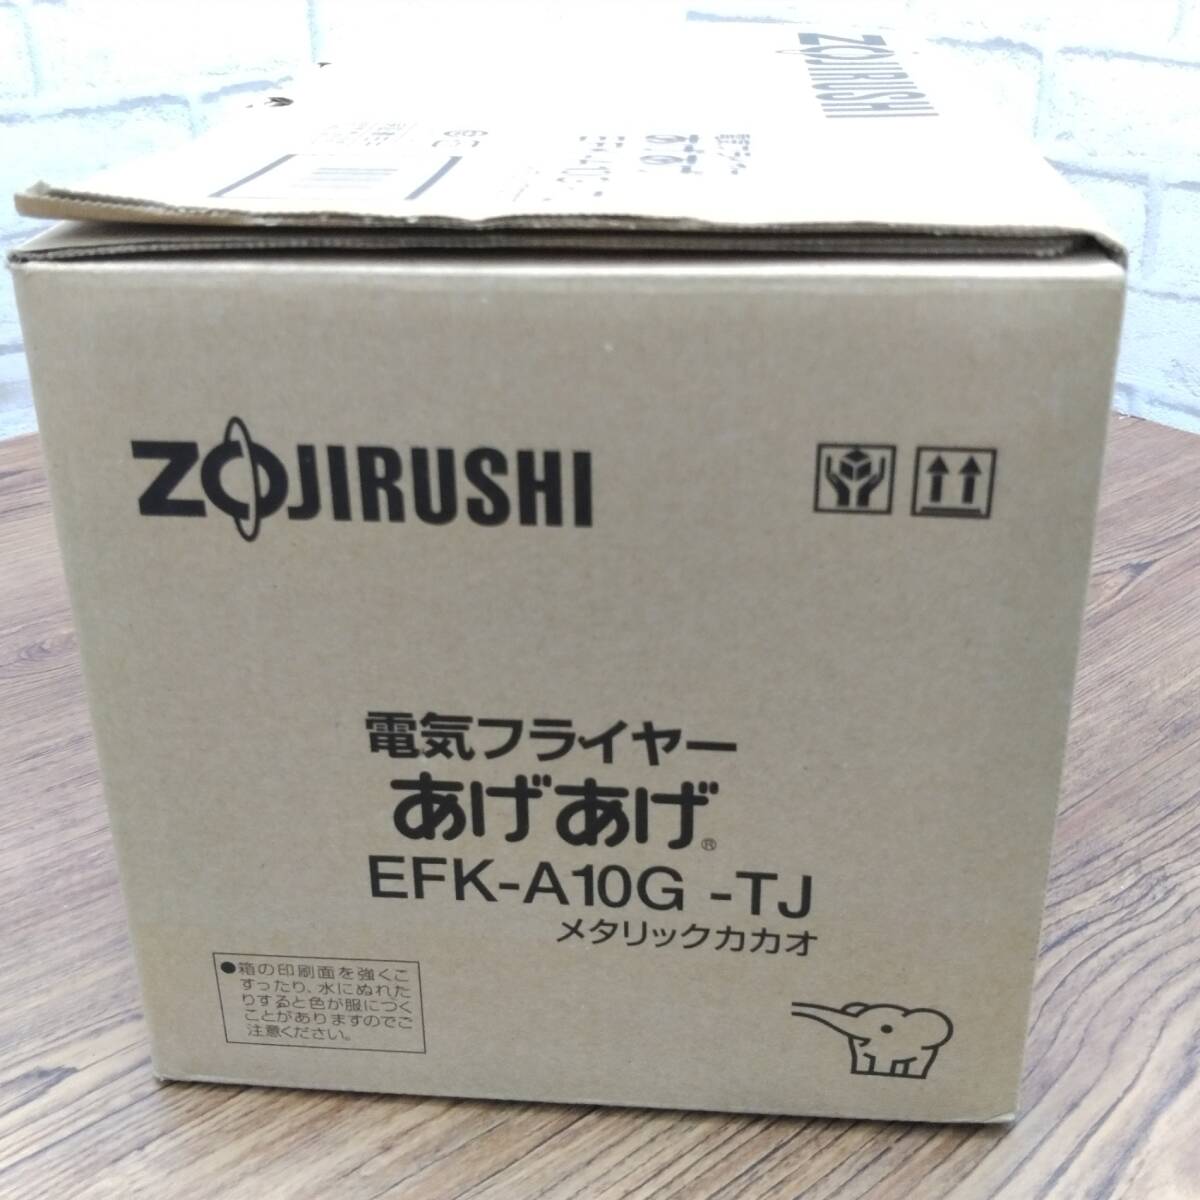 ZOJIRUSHI
ZOJIRUSHI
電気フライヤー
あげあげ®
EFK-A10G -TJ
メタリックカカオ
●箱の印刷面を強くこ
すったり、水にぬれた
りすると色が服につく
ことがありますのでご
注意ください。